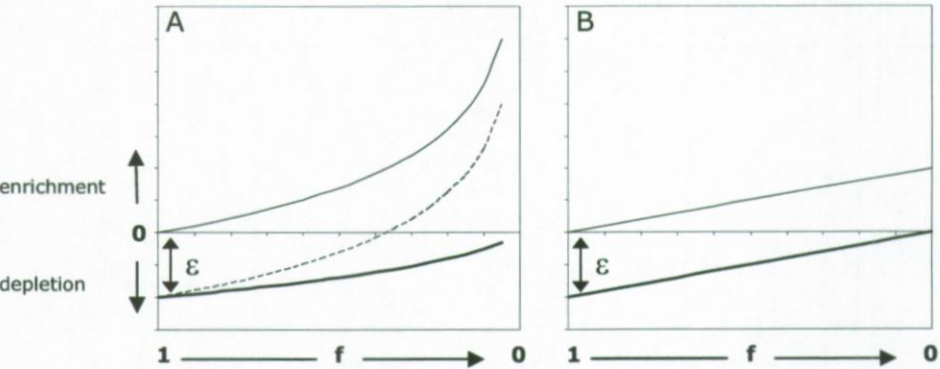 A
B
enrichment
0
ε
ε
depletion
1 f 0
1 f 0